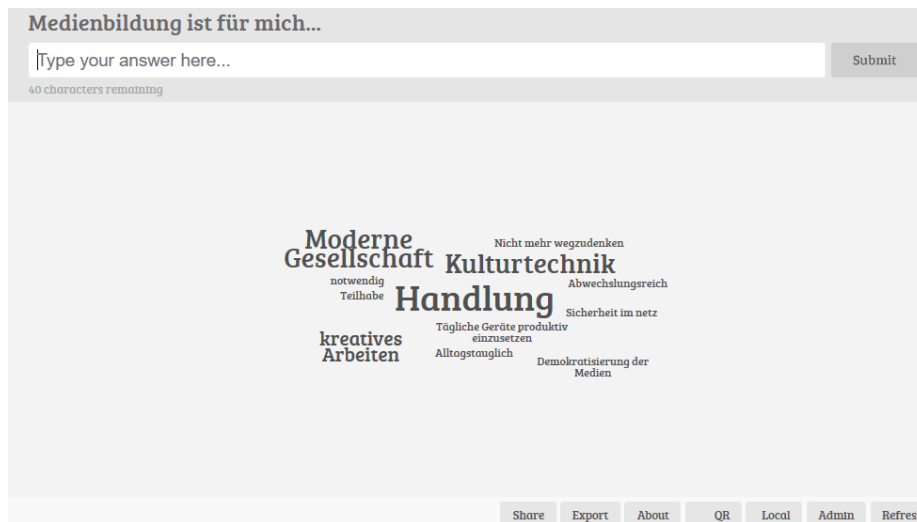 Medienbildung ist für mich...
Type your answer here...
Submit
40 characters remaining
Moderne
Gesellschaft
Nicht mehr wegzudenken
Kulturtechnik
notwendig
Abwechslungsreich
Teilhabe
Handlung
Sicherheit im netz
kreatives
Arbeiten
Tägliche Geräte produktiv
einzusetzen
Alltagstauglich
Demokratisierung der
Medien
Share Export About QR Local Admin Refres